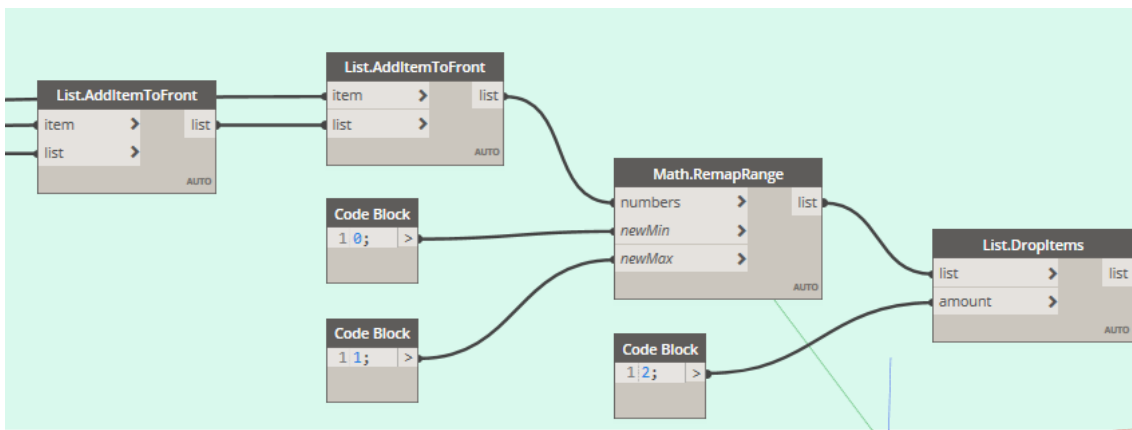 List.AddItemToFront
item > list
list >
AUTO
List.AddItemToFront
item > list
list >
AUTO
Code Block
1 0; >
Code Block
1 1; >
Math.RemapRange
numbers > list
newMin >
newMax >
AUTO
Code Block
1 2; >
List.DropItems
list > list
amount >
AUTO